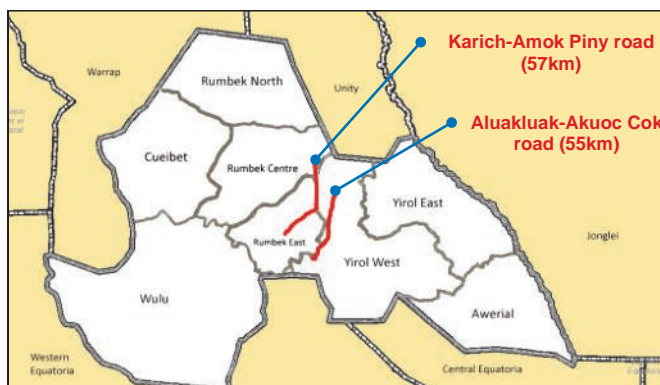 Karich-Amok Piny road
(57km)
Warrap
Rumbek North
Unity
Aluakluak-Akuoc Cok
road (55km)
Cueibet
Rumbek Centre
Yirol East
Rumbek East
Jonglei
Yirol West
Wulu
Awerial
Western
Equatoria
Central Equatoria